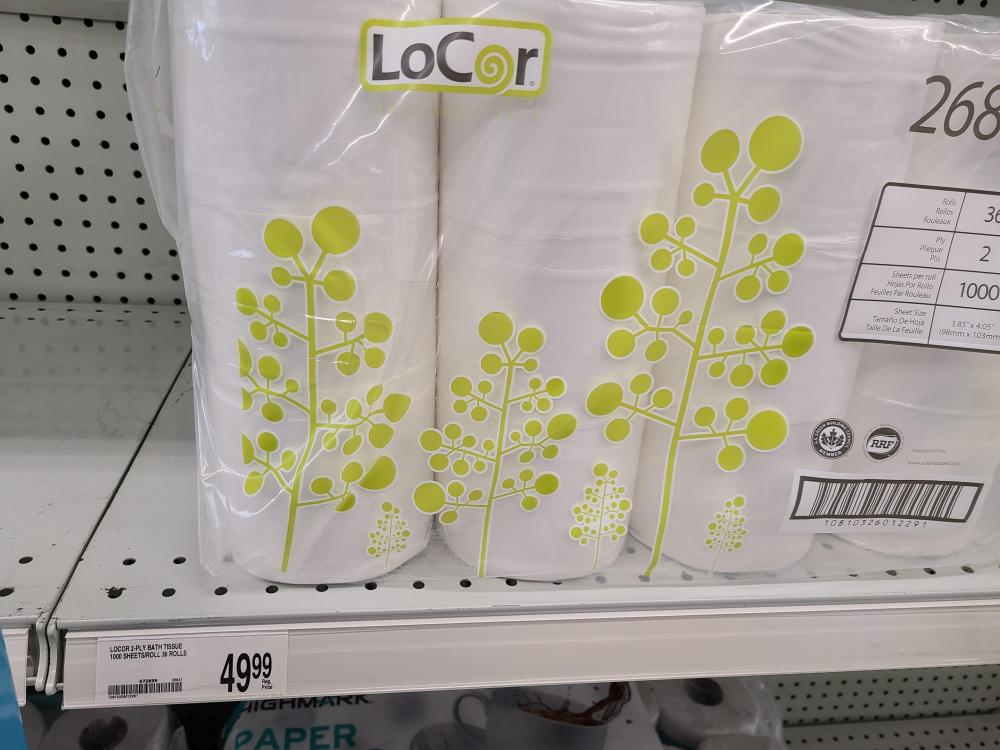 LoCor
268
Rolls
Rollos
Rouleaux
36
Ply
Pliegue
Plis
2
Sheets per roll
Hojas Por Rollo
Feuilles Par Rouleau
1000
Sheet Size
Tamaño De Hoja
Taille De La Feuille
3.85" x 4.05"
(98mm x 103mm
MEMBER
RRF
10810326012291
LOCOR 2-PLY BATH TISSUE
1000 SHEETS/ROLL 36 ROLLS
49.99
Reg.
Price
HIGHMARK
PAPER